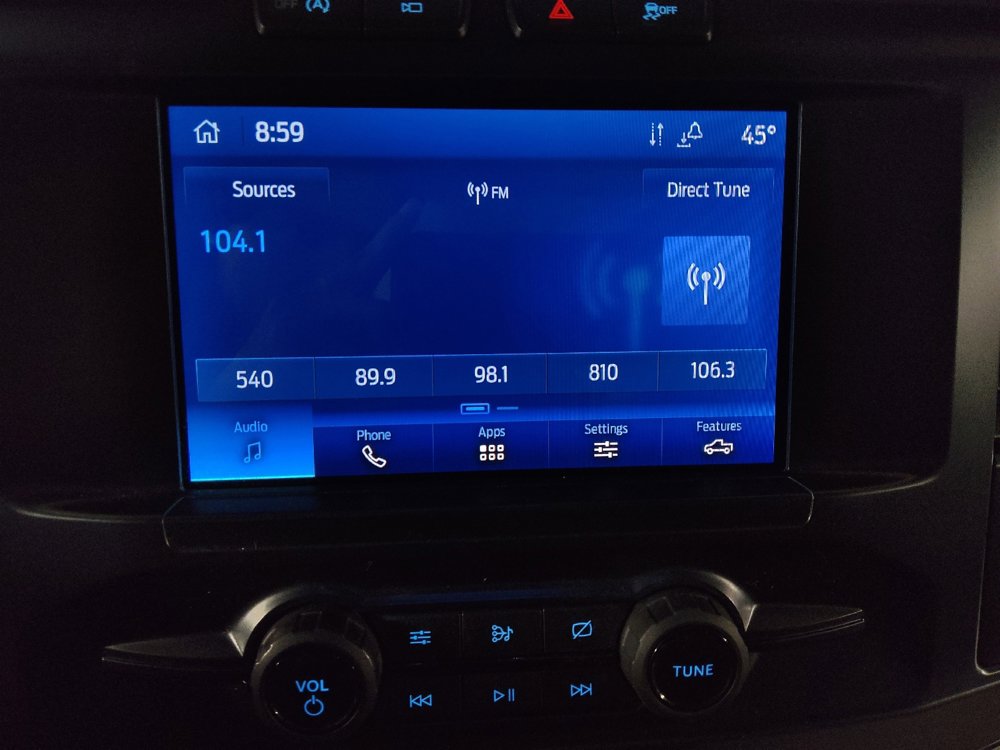 OFF (A)
OFF
8:59 45°
Sources FM Direct Tune
104.1
540 89.9 98.1 810 106.3
Audio Phone Apps Settings Features
VOL TUNE